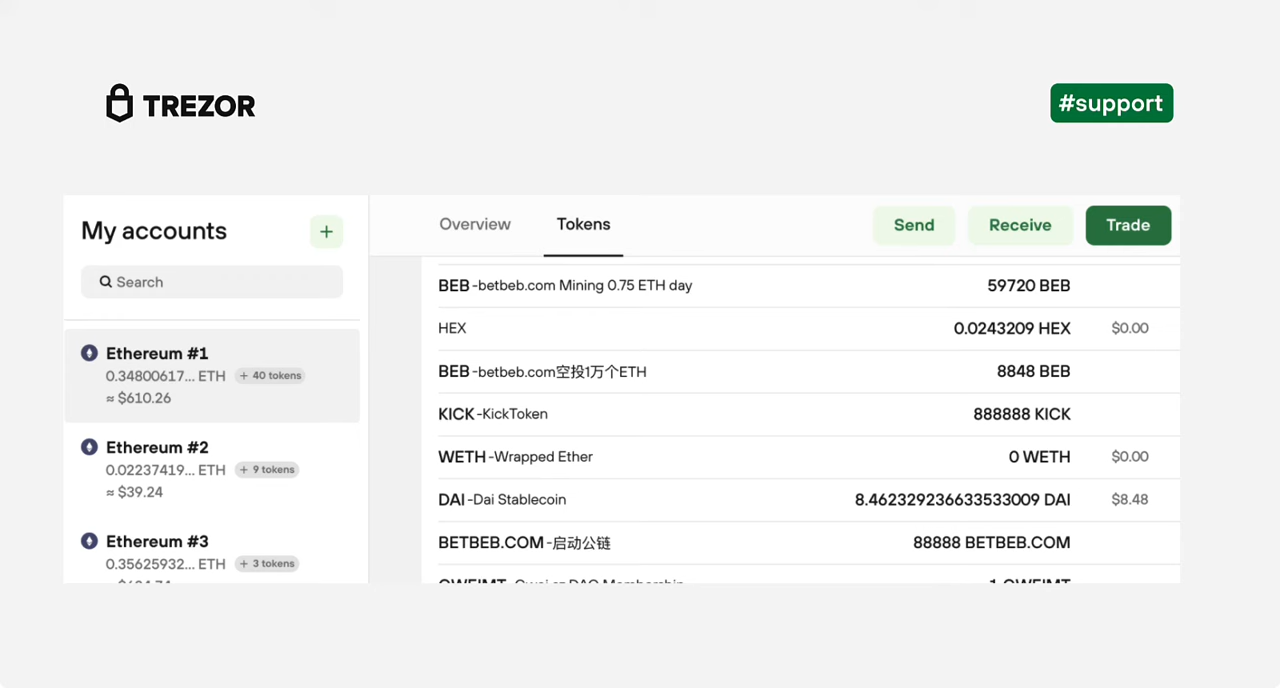 TREZOR
#support
My accounts
+
Search
Ethereum #1
0.34800617... ETH + 40 tokens
≈ $610.26
Ethereum #2
0.02237419... ETH + 9 tokens
≈ $39.24
Ethereum #3
0.35625932... ETH + 3 tokens
Overview Tokens Send Receive Trade
BEB -betbeb.com Mining 0.75 ETH day 59720 BEB
HEX 0.0243209 HEX $0.00
BEB -betbeb.com空投1万个ETH 8848 BEB
KICK -KickToken 888888 KICK
WETH -Wrapped Ether 0 WETH $0.00
DAI -Dai Stablecoin 8.462329236633533009 DAI $8.48
BETBEB.COM -启动公链 88888 BETBEB.COM